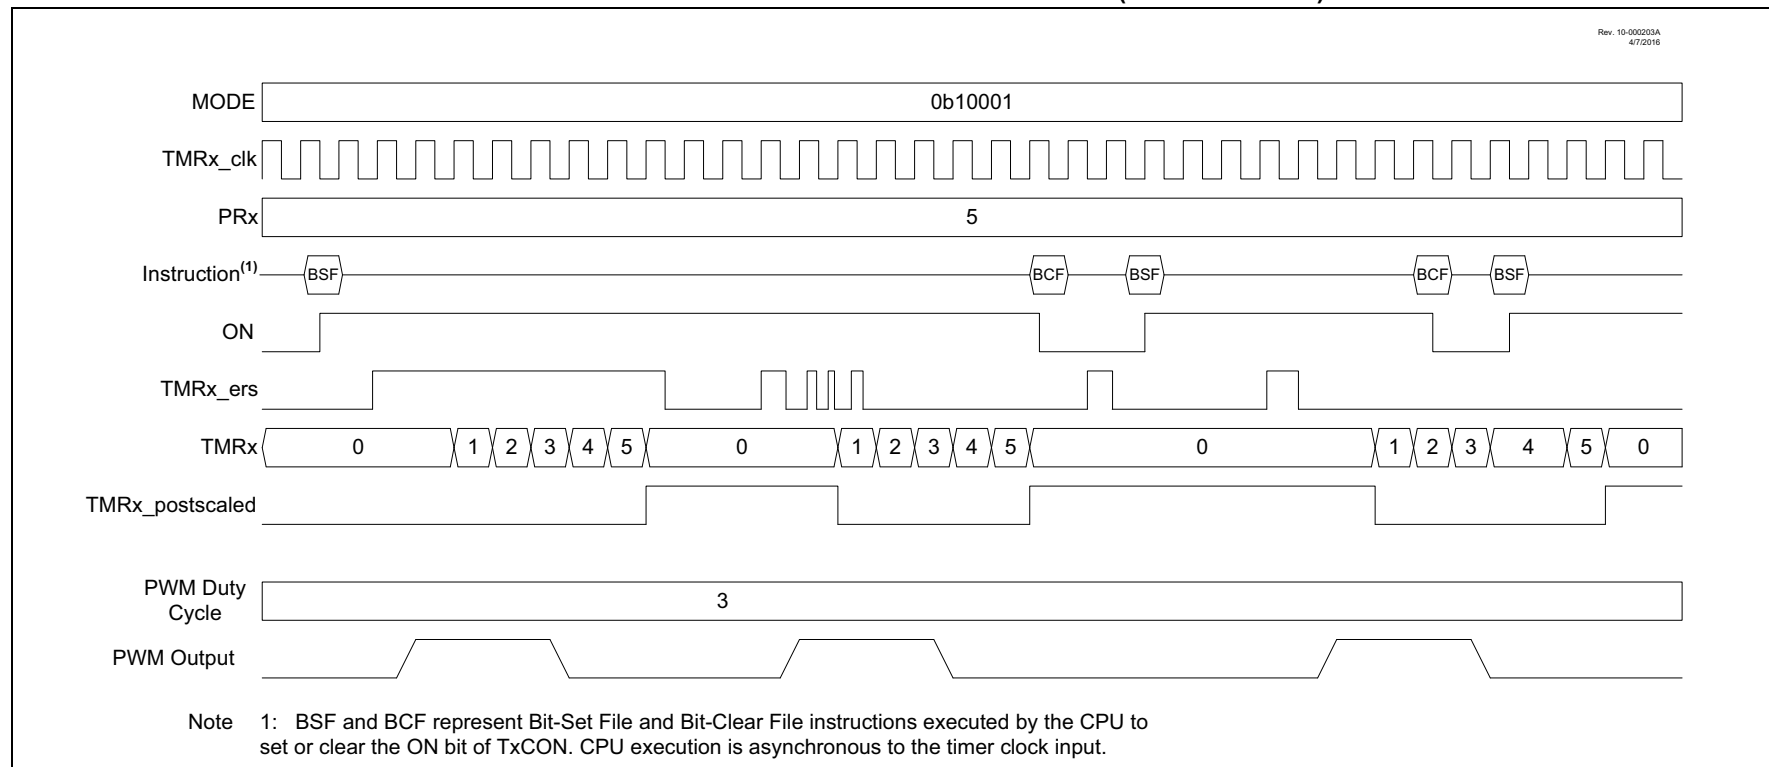 Rev. 10-000203A
4/7/2016
MODE 0b10001
TMRx_clk
PRx 5
Instruction(1) BSF BCF BSF BCF BSF
ON
TMRx_ers
TMRx 0 1 2 3 4 5 0 1 2 3 4 5 0 1 2 3 4 5 0
TMRx_postscaled
PWM Duty
Cycle 3
PWM Output
Note 1: BSF and BCF represent Bit-Set File and Bit-Clear File instructions executed by the CPU to
set or clear the ON bit of TxCON. CPU execution is asynchronous to the timer clock input.